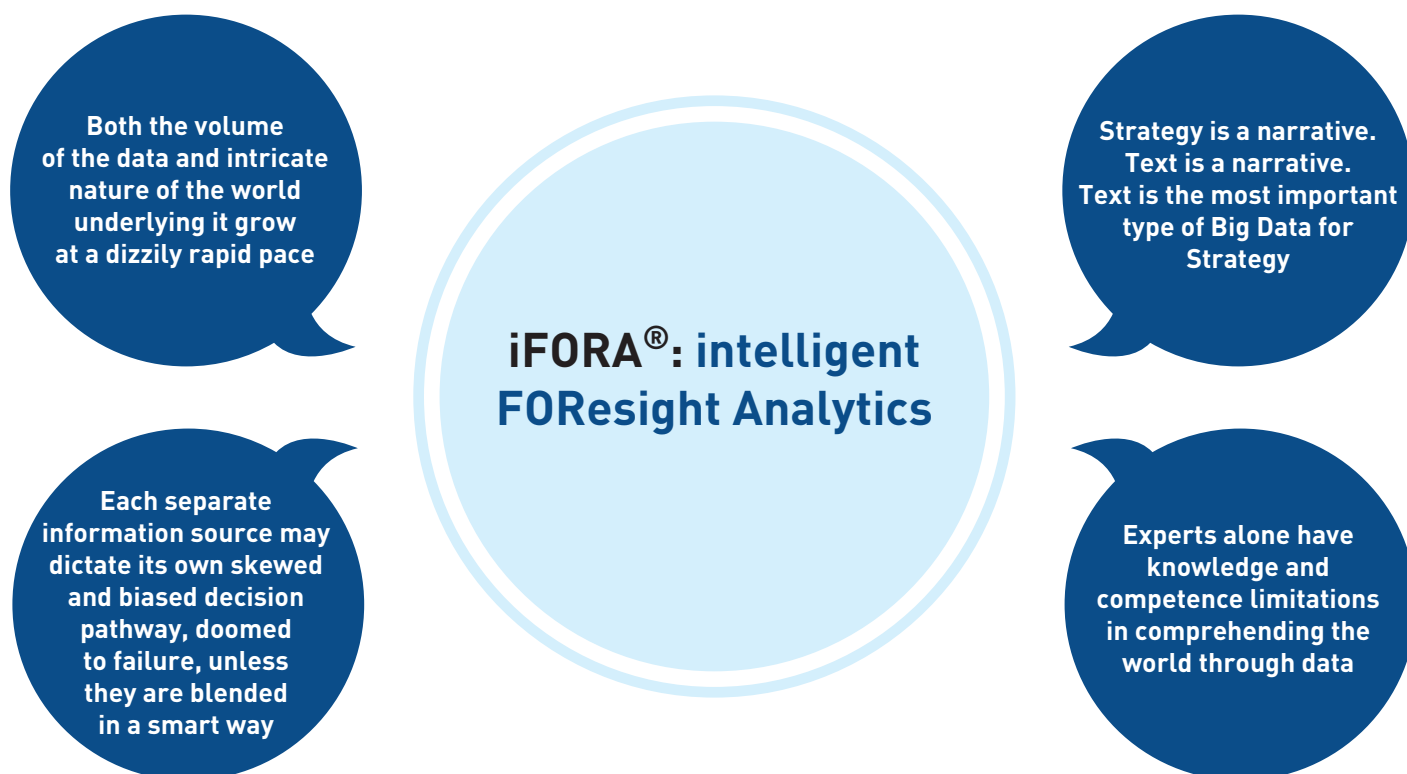 Both the volume
of the data and intricate
nature of the world
underlying it grow
at a dizzily rapid pace
Strategy is a narrative.
Text is a narrative.
Text is the most important
type of Big Data for
Strategy
iFORA®: intelligent
FOResight Analytics
Each separate
information source may
dictate its own skewed
and biased decision
pathway, doomed
to failure, unless
they are blended
in a smart way
Experts alone have
knowledge and
competence limitations
in comprehending the
world through data